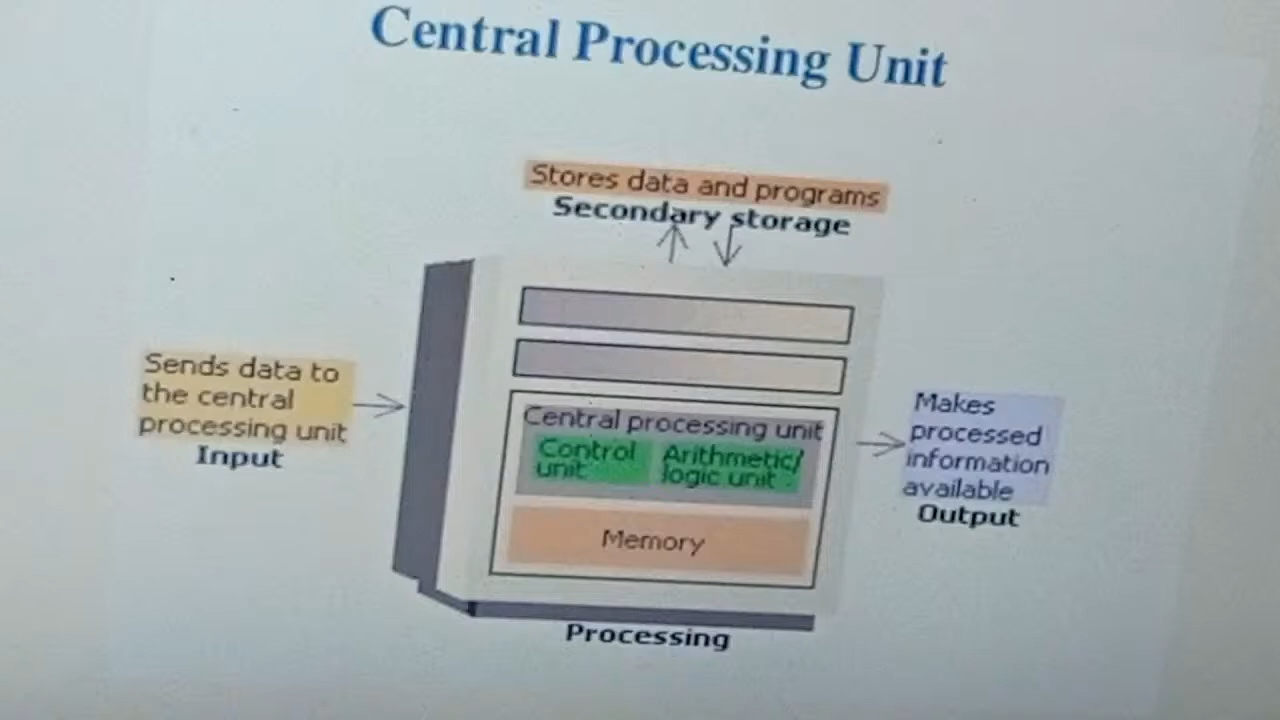 Central Processing Unit
Stores data and programs
Secondary storage
Sends data to
the central
processing unit
Input
Central processing unit
Control
unit
Arithmetic/
logic unit
Memory
Processing
Makes
processed
information
available
Output